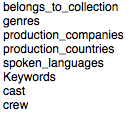 belongs_to_collection
genres
production_companies
production_countries
spoken_languages
Keywords
cast
crew